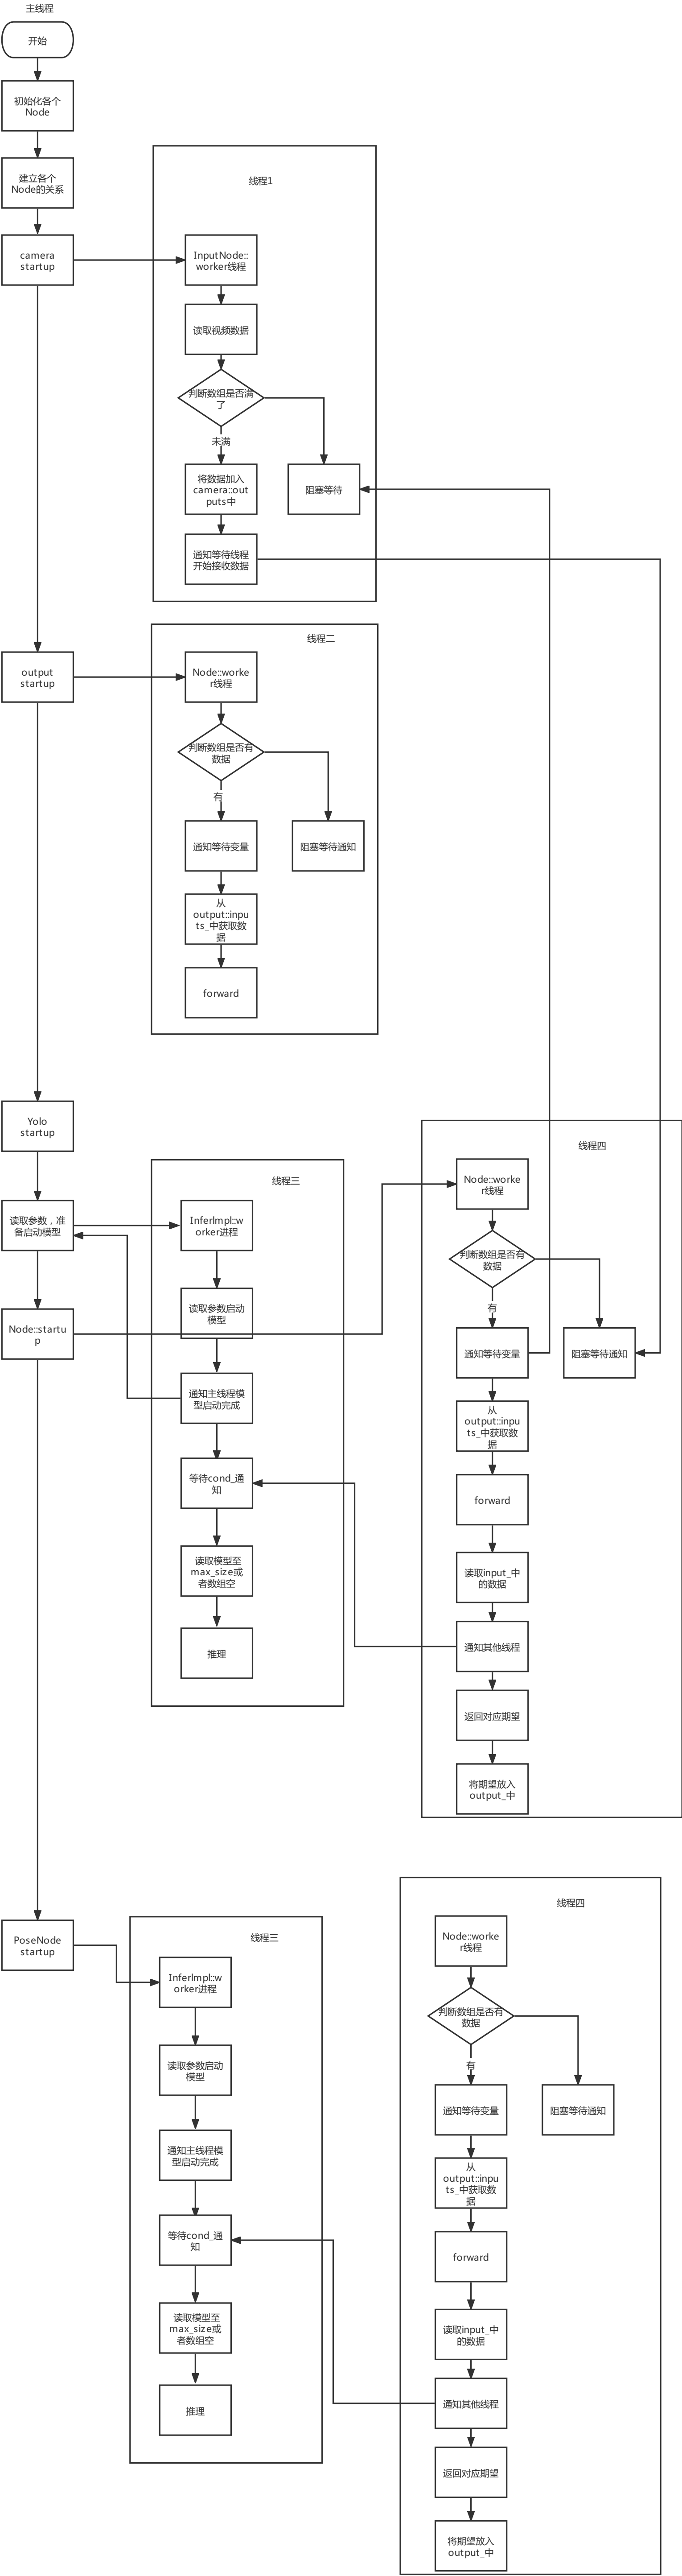 主线程
开始
初始化各个
Node
建立各个
Node的关系
camera
startup
线程1
InputNode::
worker线程
读取视频数据
判断数组是否满
了
未满
将数据加入
camera::out
puts中
阻塞等待
通知等待线程
开始接收数据
output
startup
线程二
Node::worke
r线程
判断数组是否有
数据
有
通知等待变量
阻塞等待通知
从
output::inpu
ts_中获取数
据
forward
Yolo
startup
读取参数，准
备启动模型
Node::startu
p
线程三
InferImpl::w
orker进程
读取参数启动
模型
通知主线程模
型启动完成
等待cond_通
知
读取模型至
max_size或
者数组空
推理
线程四
Node::worke
r线程
判断数组是否有
数据
有
通知等待变量
阻塞等待通知
从
output::inpu
ts_中获取数
据
forward
读取input_中
的数据
通知其他线程
返回对应期望
将期望放入
output_中
PoseNode
startup
线程三
InferImpl::w
orker进程
读取参数启动
模型
通知主线程模
型启动完成
等待cond_通
知
读取模型至
max_size或
者数组空
推理
线程四
Node::worke
r线程
判断数组是否有
数据
有
通知等待变量
阻塞等待通知
从
output::inpu
ts_中获取数
据
forward
读取input_中
的数据
通知其他线程
返回对应期望
将期望放入
output_中